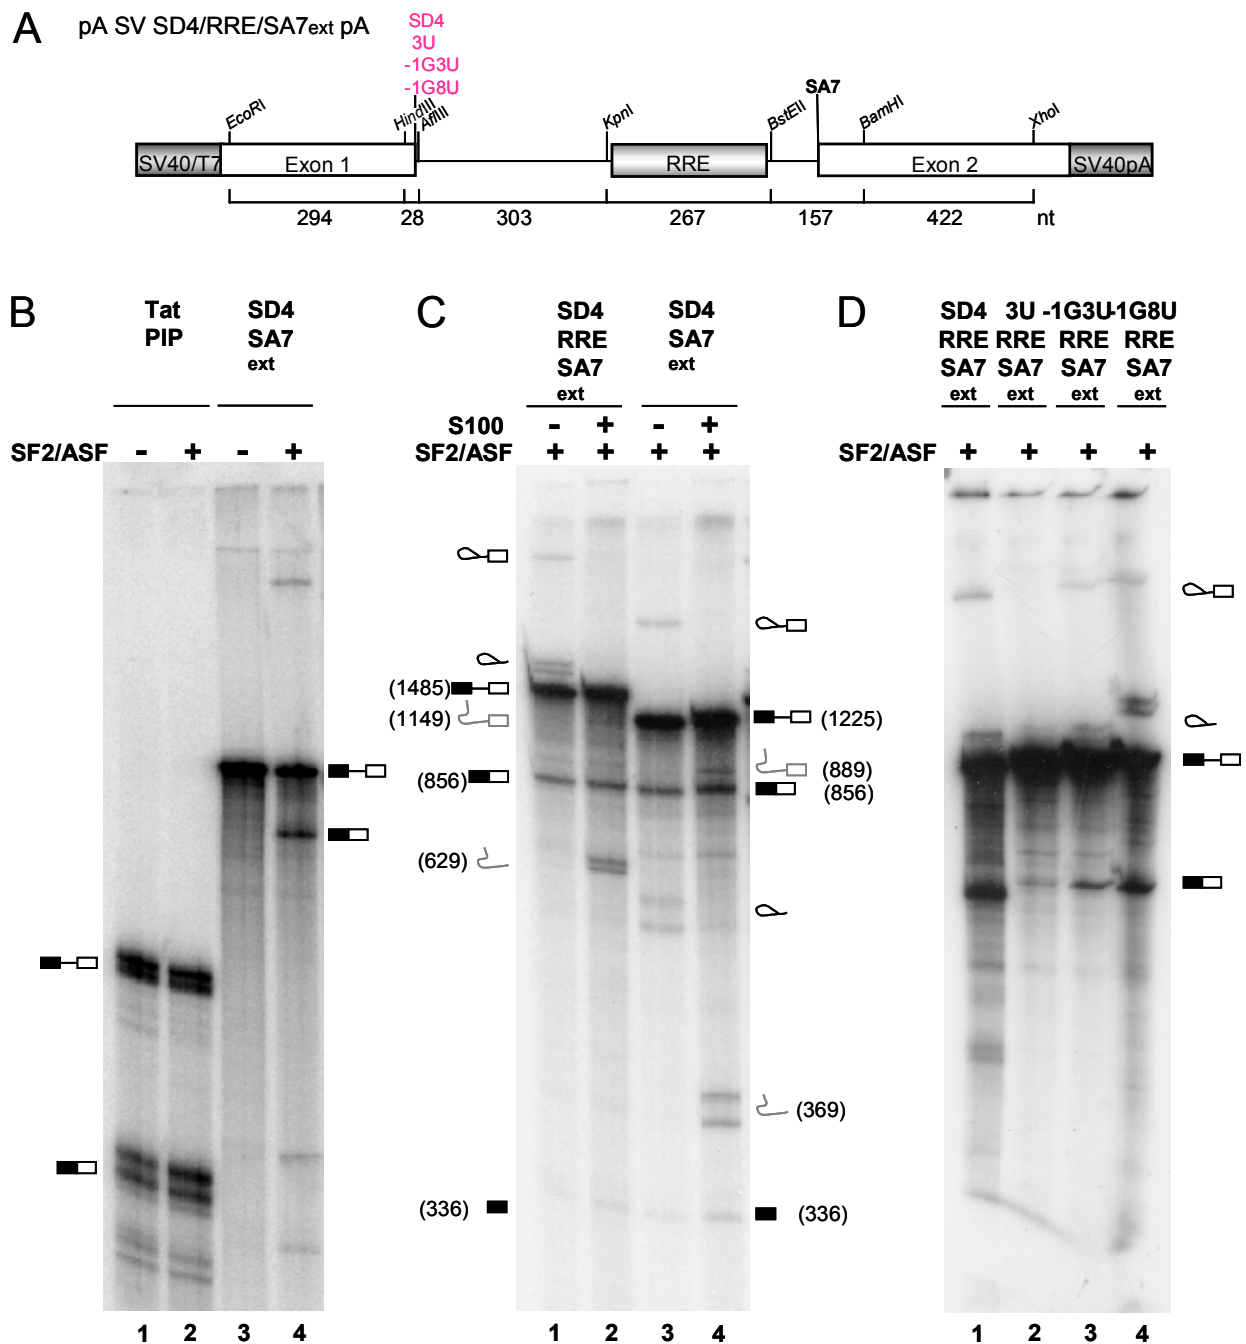 A
pA SV SD4/RRE/SA7ext pA
SD4
3U
-1G3U
-1G8U
EcoRI
HindIII
AflIII
KpnI
BstEII
SA7
BamHI
XhoI
SV40/T7
Exon 1
RRE
Exon 2
SV40pA
294
28
303
267
157
422
nt
B
Tat
PIP
SD4
SA7
ext
SF2/ASF
-
+
-
+
1
2
3
4
C
SD4
RRE
SA7
ext
SD4
SA7
ext
S100
-
+
-
+
SF2/ASF
+
+
+
+
(1485)
(1149)
(856)
(629)
(336)
(1225)
(889)
(856)
(369)
(336)
1
2
3
4
D
SD4 3U -1G3U -1G8U
RRE RRE RRE RRE
SA7 SA7 SA7 SA7
ext ext ext ext
SF2/ASF + + + +
1
2
3
4